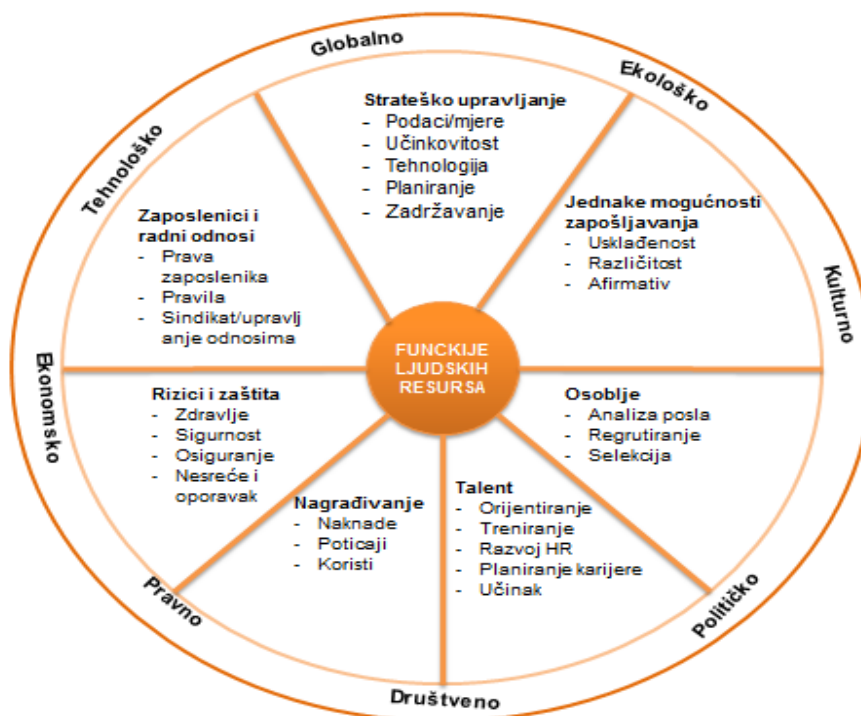 Globalno
Ekološko
Kulturno
Političko
Društveno
Pravno
Ekonomsko
Tehnološko
Strateško upravljanje
- Podaci/mjere
- Učinkovitost
- Tehnologija
- Planiranje
- Zadržavanje
Jednake mogućnosti
zapošljavanja
- Usklađenost
- Različitost
- Afirmativ
Osoblje
- Analiza posla
- Regrutiranje
- Selekcija
Talent
- Orijentiranje
- Treniranje
- Razvoj HR
- Planiranje karijere
- Učinak
Nagrađivanje
- Naknade
- Poticaji
- Koristi
Rizici i zaštita
- Zdravlje
- Sigurnost
- Osiguranje
- Nesreće i
oporavak
Zaposlenici i
radni odnosi
- Prava
zaposlenika
- Pravila
- Sindikat/upravlj
anje odnosima
FUNCKIJE
LJUDSKIH
RESURSA